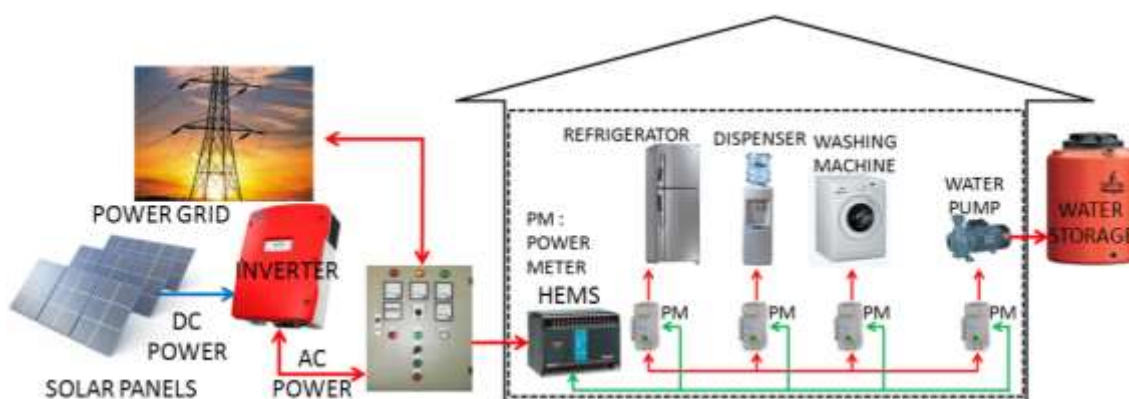 POWER GRID
INVERTER
DC
POWER
SOLAR PANELS
AC
POWER
PM :
POWER
METER
HEMS
REFRIGERATOR
DISPENSER
WASHING
MACHINE
WATER
PUMP
WATER
STORAGE
PM
PM
PM
PM